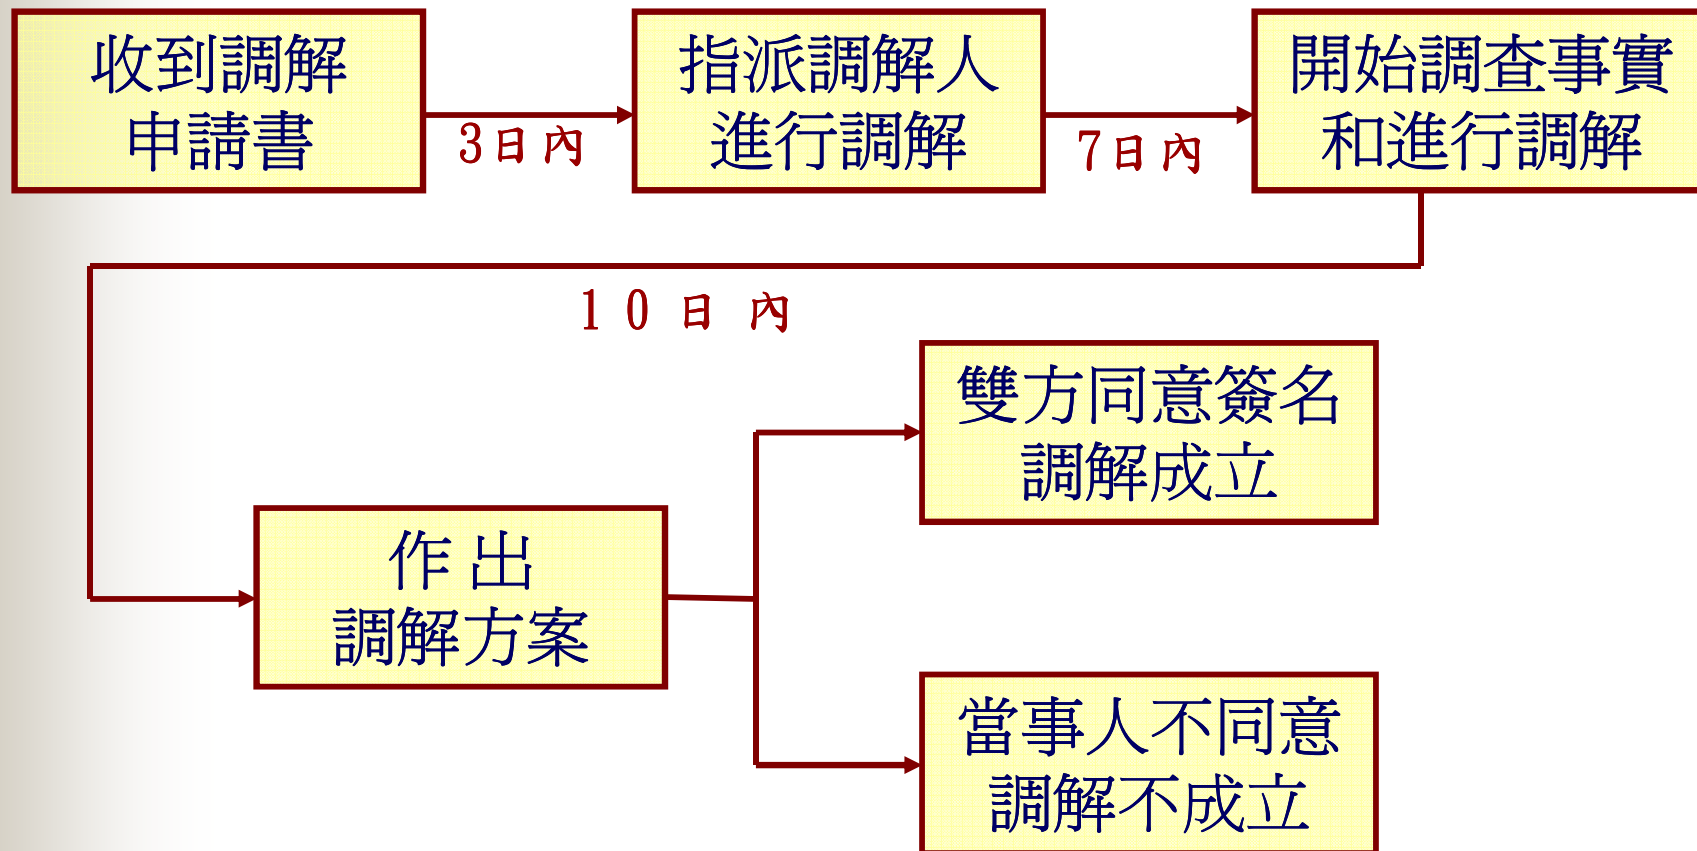 收到調解
申請書
3日內
指派調解人
進行調解
7日內
開始調查事實
和進行調解
10日內
作出
調解方案
雙方同意簽名
調解成立
當事人不同意
調解不成立